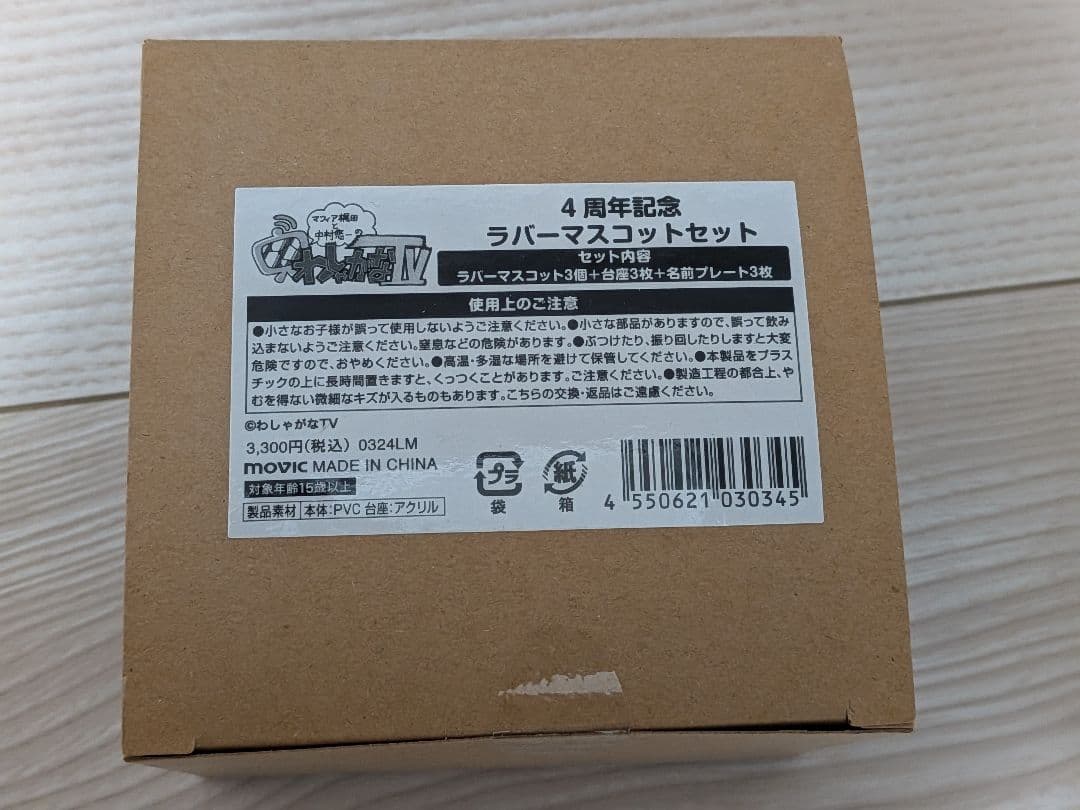 マフィア梶田
と
中村悠一の
わしゃがなTV
4周年記念
ラバーマスコットセット
セット内容
ラバーマスコット3個＋台座3枚＋名前プレート3枚
使用上のご注意
●小さなお子様が誤って使用しないようご注意ください。●小さな部品がありますので、誤って飲み
込まないようご注意ください。窒息などの危険があります。●ぶつけたり、振り回したりしますと大変
危険ですので、おやめください。●高温・多湿な場所を避けて保管してください。●本製品をプラス
チックの上に長時間置きますと、くっつくことがあります。ご注意ください。●製造工程の都合上、や
むを得ない微細なキズが入るものもあります。こちらの交換・返品はご遠慮ください。
©わしゃがなTV
3,300円(税込) 0324LM
movic MADE IN CHINA
対象年齢15歳以上
製品素材 本体:PVC 台座:アクリル
プラ
袋
紙
箱
4 550621 030345